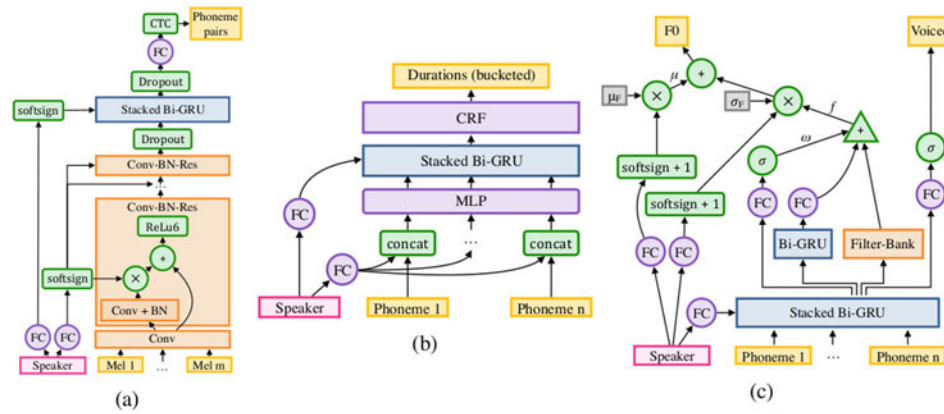 CTC
Phoneme
pairs
FC
Dropout
softsign
Stacked Bi-GRU
Dropout
Conv-BN-Res
...
Conv-BN-Res
ReLu6
×
+
softsign
Conv + BN
FC
FC
Conv
Speaker
Mel 1
...
Mel m
(a)
Durations (bucketed)
CRF
Stacked Bi-GRU
FC
MLP
concat
...
concat
FC
Speaker
Phoneme 1
Phoneme n
(b)
F0
Voiced
μ
+
μF
×
σF
×
f
ω
+
softsign + 1
σ
σ
softsign + 1
FC
FC
FC
FC
FC
Bi-GRU
Filter-Bank
FC
Stacked Bi-GRU
Speaker
Phoneme 1
...
Phoneme n
(c)